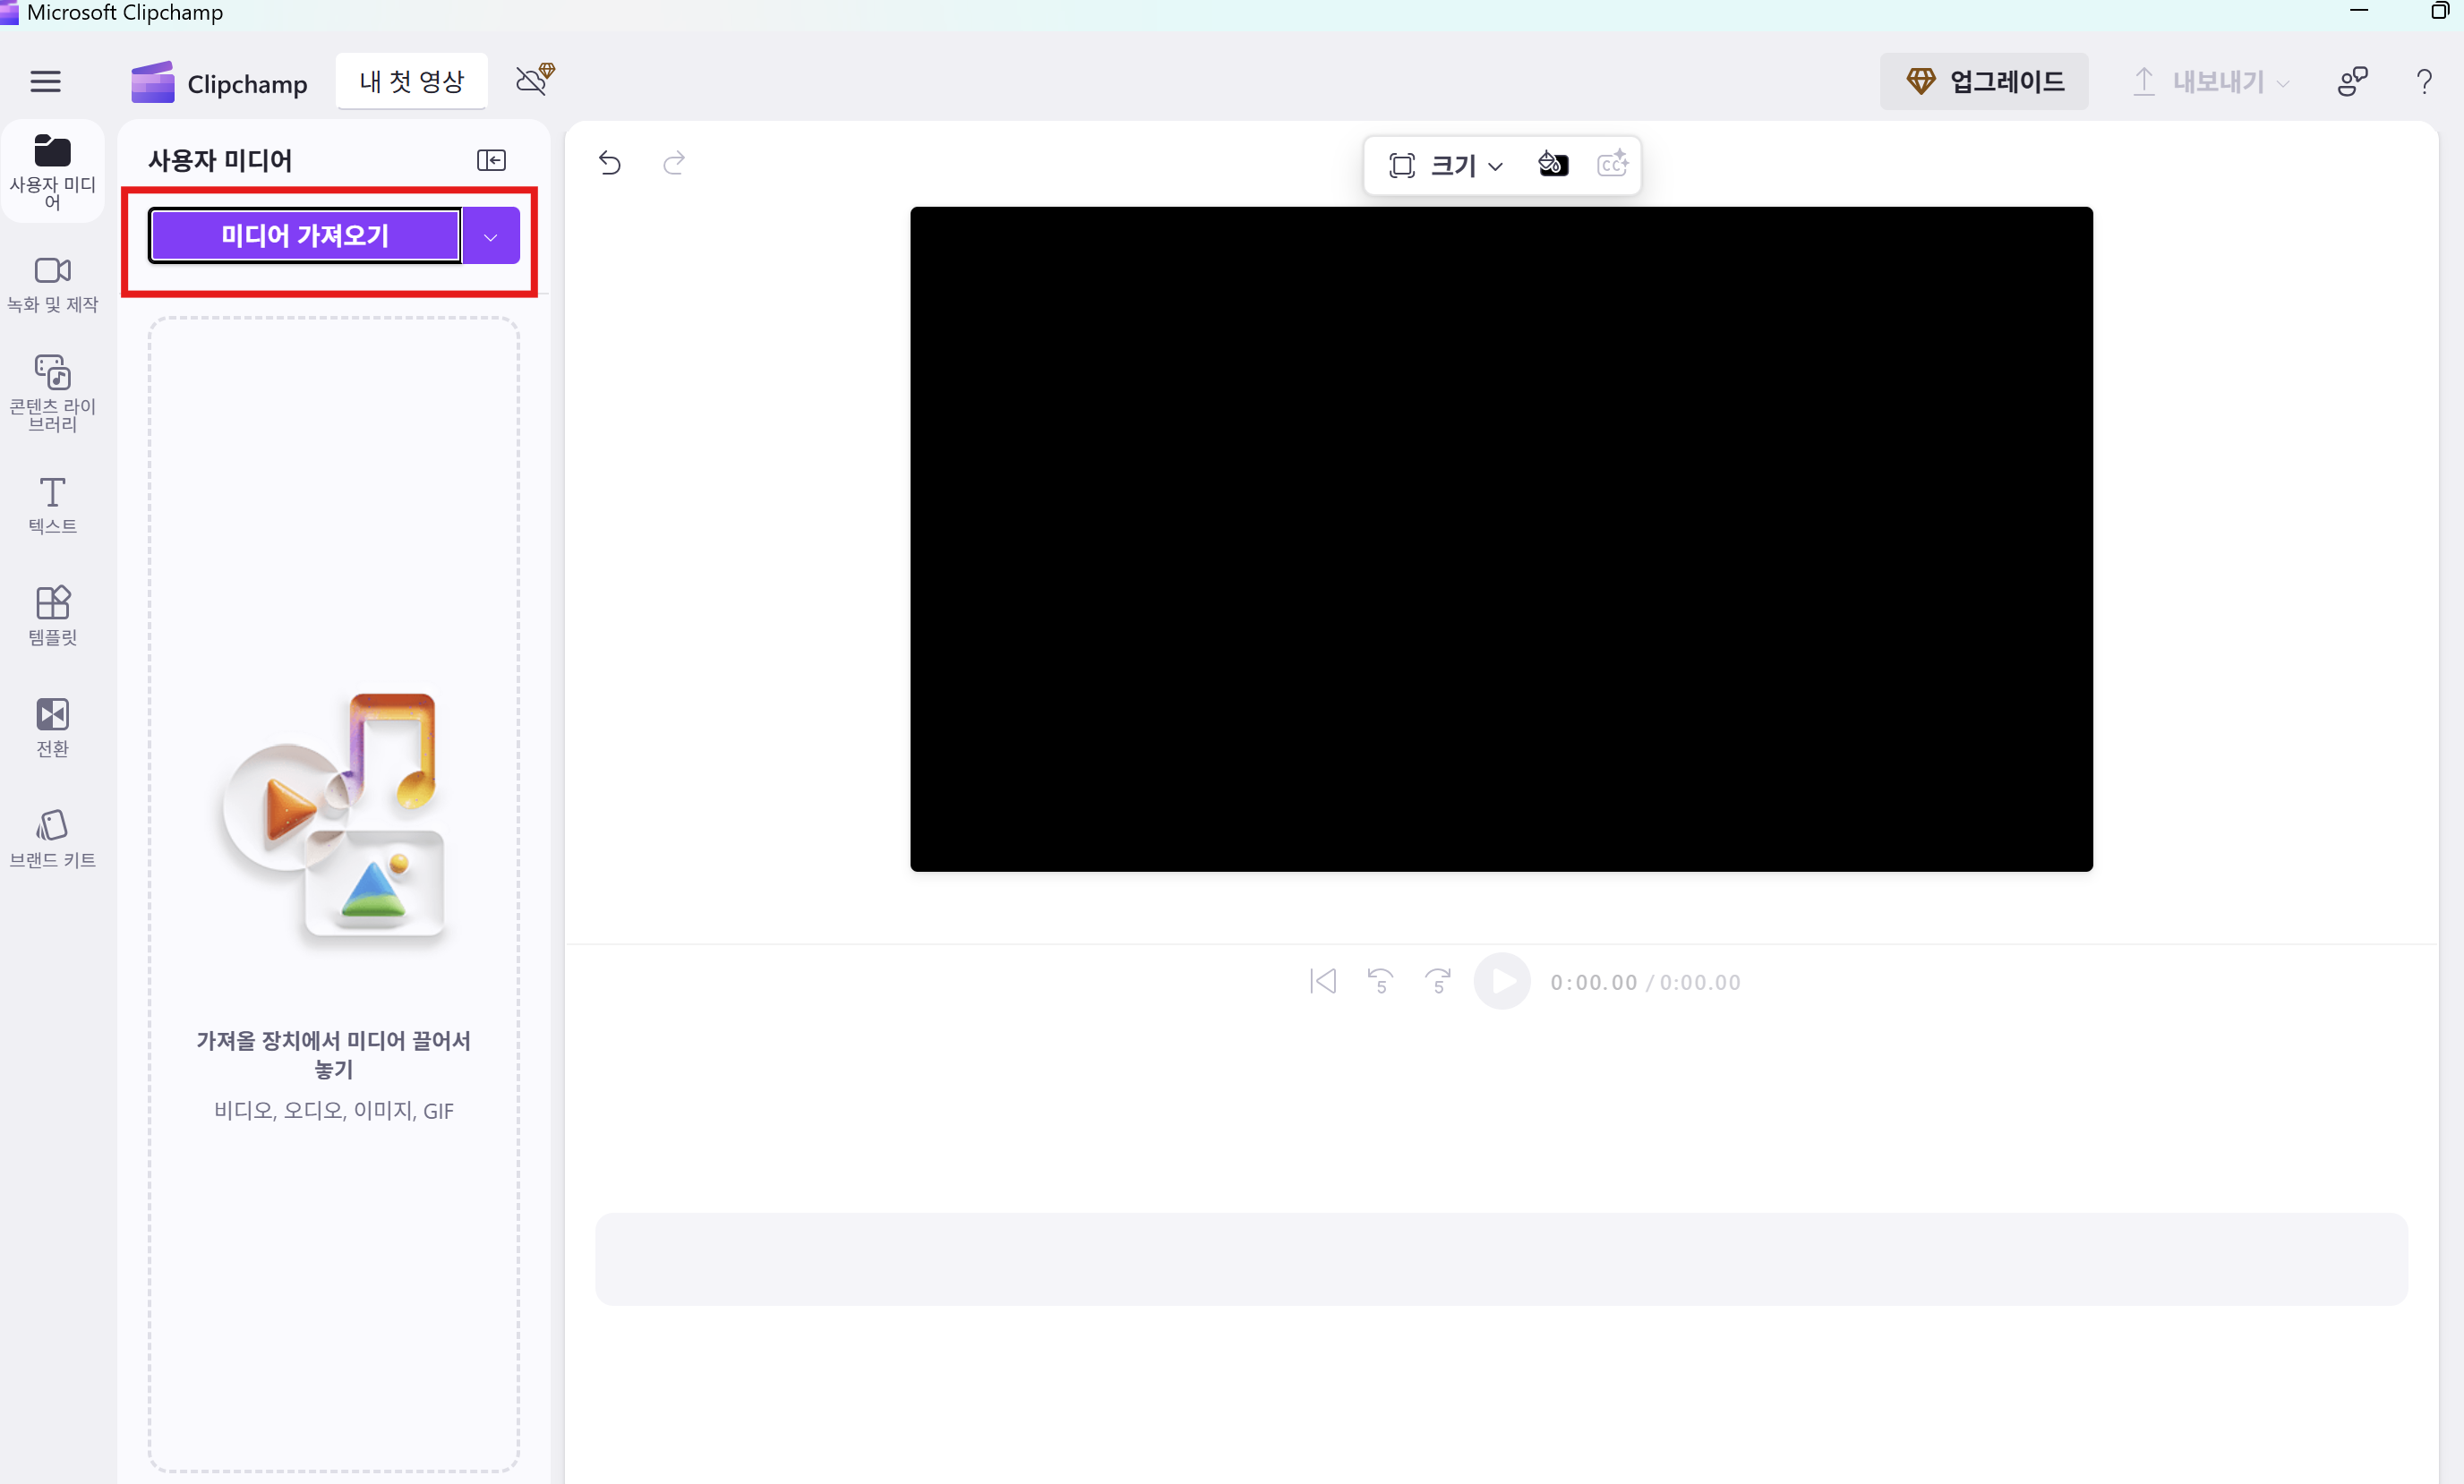 Microsoft Clipchamp
Clipchamp
내 첫 영상
업그레이드
내보내기
사용자 미디
어
녹화 및 제작
콘텐츠 라이
브러리
텍스트
템플릿
전환
브랜드 키트
사용자 미디어
미디어 가져오기
가져올 장치에서 미디어 끌어서
놓기
비디오, 오디오, 이미지, GIF
크기
CC
5
5
0:00.00 / 0:00.00